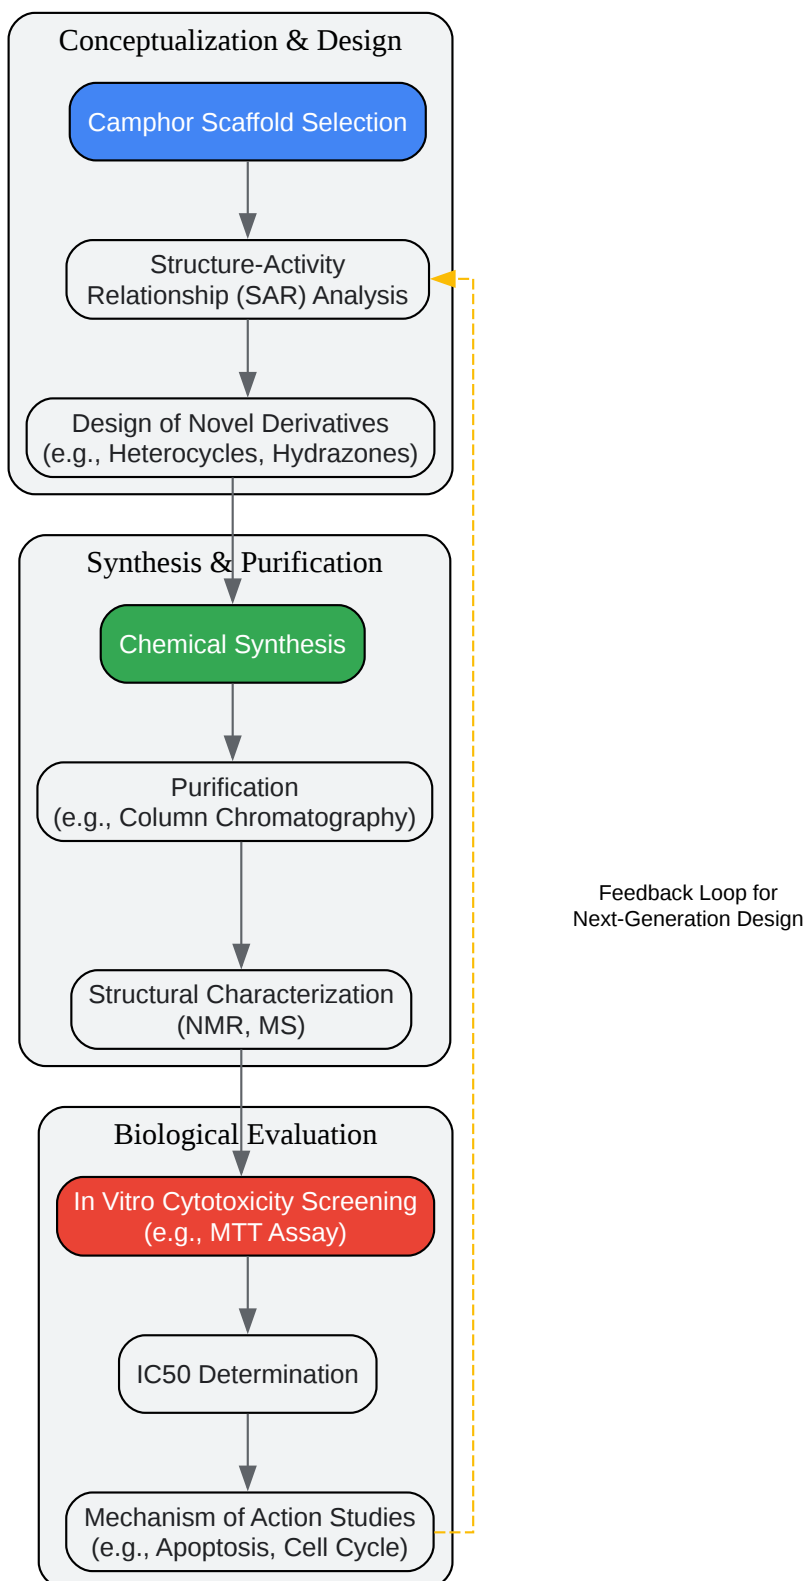 Conceptualization & Design
Camphor Scaffold Selection
Structure-Activity
Relationship (SAR) Analysis
Design of Novel Derivatives
(e.g., Heterocycles, Hydrazones)
Synthesis & Purification
Chemical Synthesis
Purification
(e.g., Column Chromatography)
Feedback Loop for
Next-Generation Design
Structural Characterization
(NMR, MS)
Biological Evaluation
In Vitro Cytotoxicity Screening
(e.g., MTT Assay)
IC50 Determination
Mechanism of Action Studies
(e.g., Apoptosis, Cell Cycle)